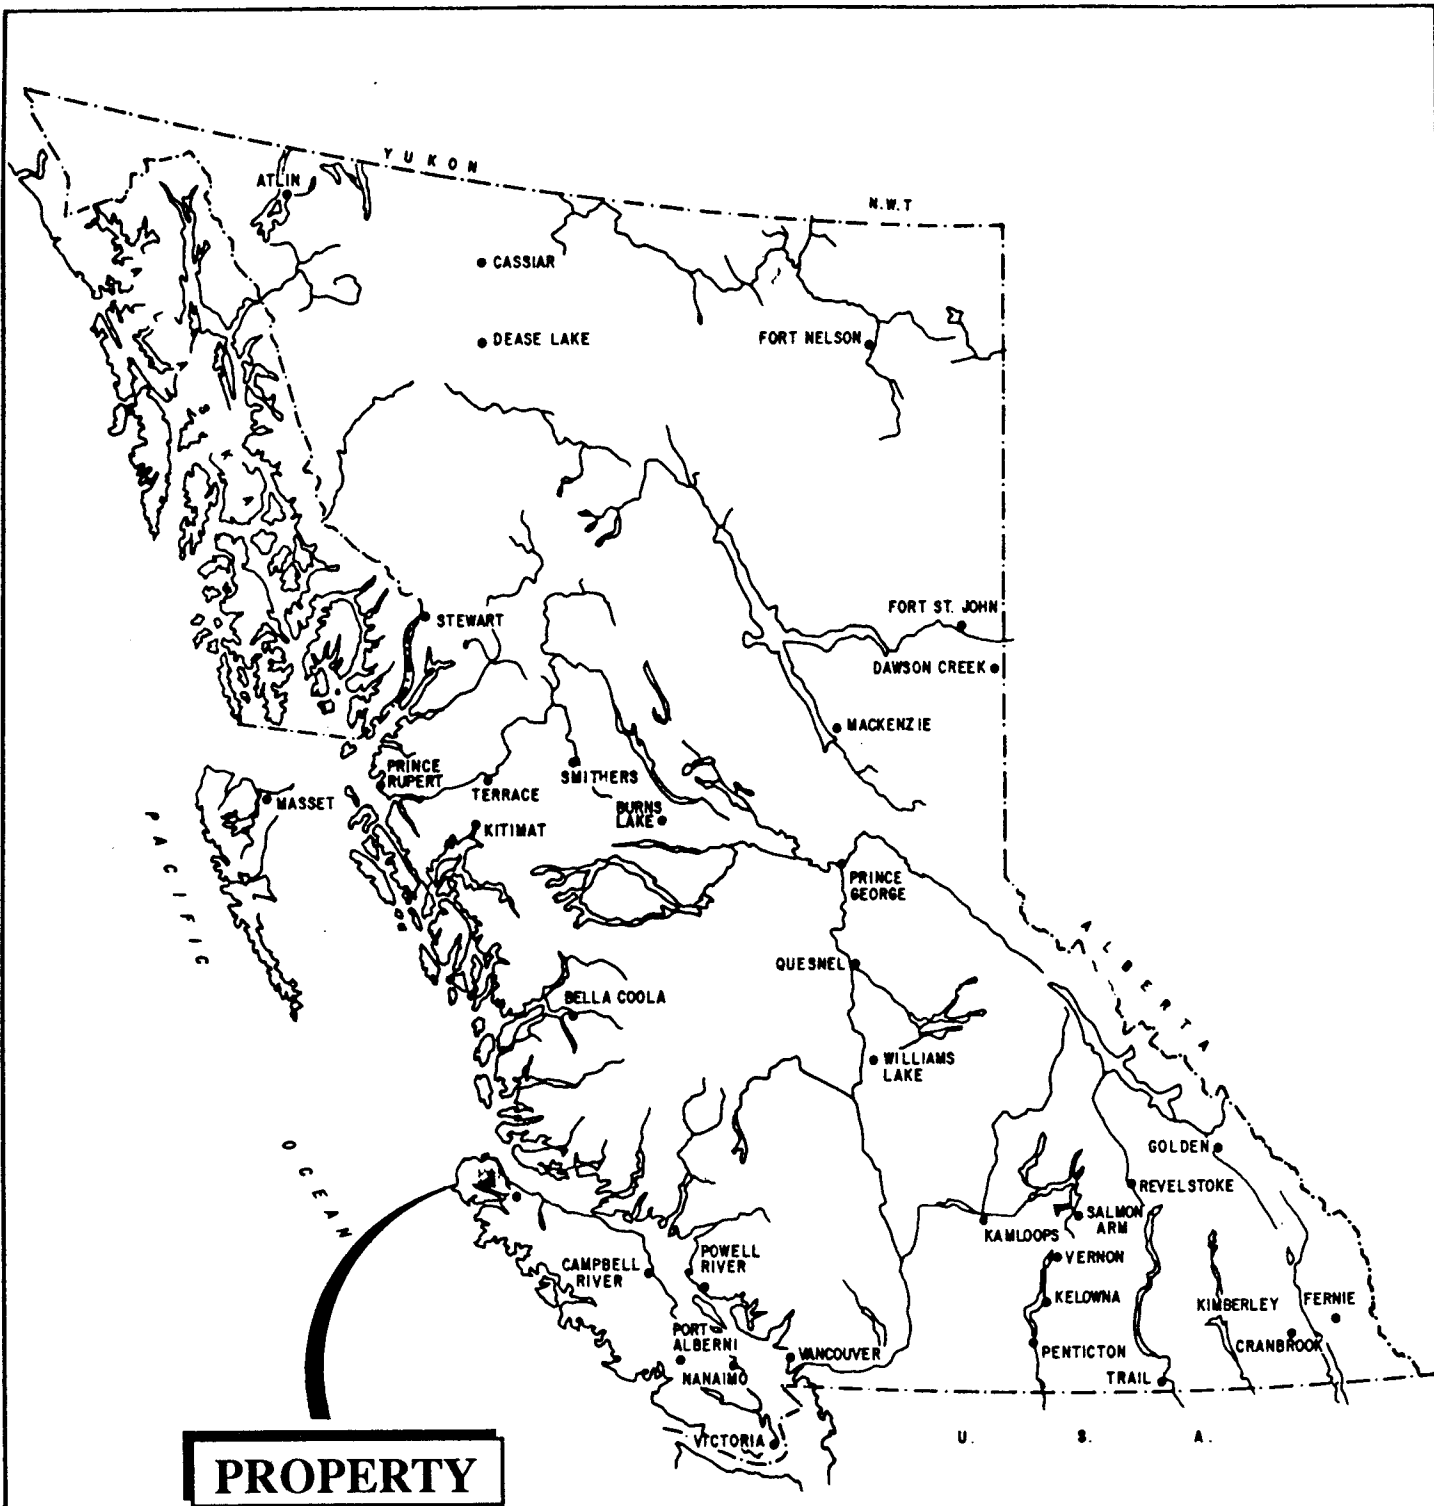 YUKON
N.W.T
ATLIN
CASSIAR
DEASE LAKE
FORT NELSON
ALASKA
FORT ST. JOHN
STEWART
DAWSON CREEK
MACKENZIE
PRINCE
RUPERT
SMITHERS
TERRACE
MASSET
BURNS
LAKE
KITIMAT
PACIFIC
PRINCE
GEORGE
ALBERTA
QUESNEL
BELLA COOLA
WILLIAMS
LAKE
OCEAN
GOLDEN
REVELSTOKE
SALMON
ARM
KAMLOOPS
POWELL
RIVER
CAMPBELL
RIVER
VERNON
KELOWNA
KIMBERLEY
FERNIE
PORT
ALBERNI
CRANBROOK
VANCOUVER
PENTICTON
NANAIMO
TRAIL
VICTORIA
U. S. A.
PROPERTY